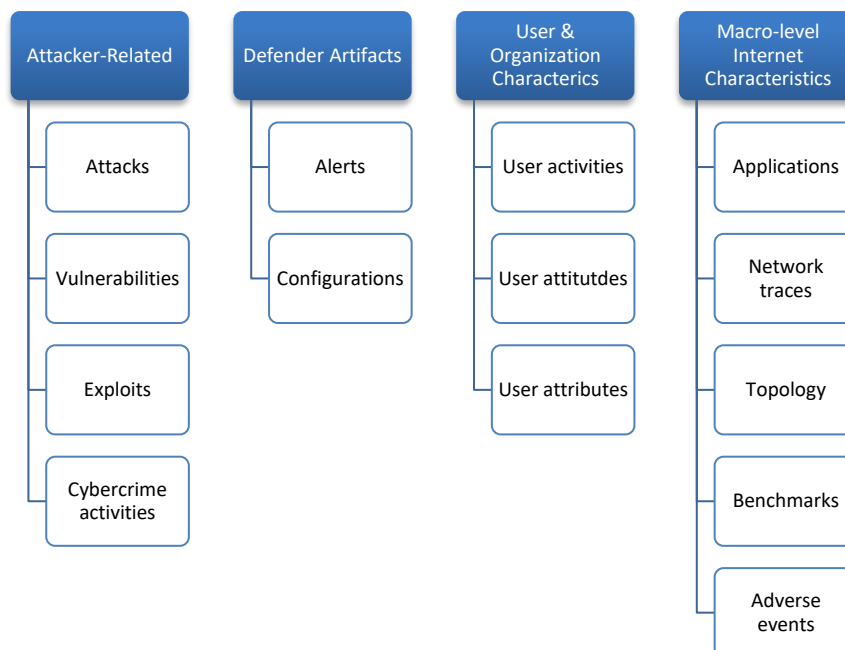 Attacker-Related
Attacks
Vulnerabilities
Exploits
Cybercrime
activities
Defender Artifacts
Alerts
Configurations
User &
Organization
Characterics
User activities
User attitutdes
User attributes
Macro-level
Internet
Characteristics
Applications
Network
traces
Topology
Benchmarks
Adverse
events